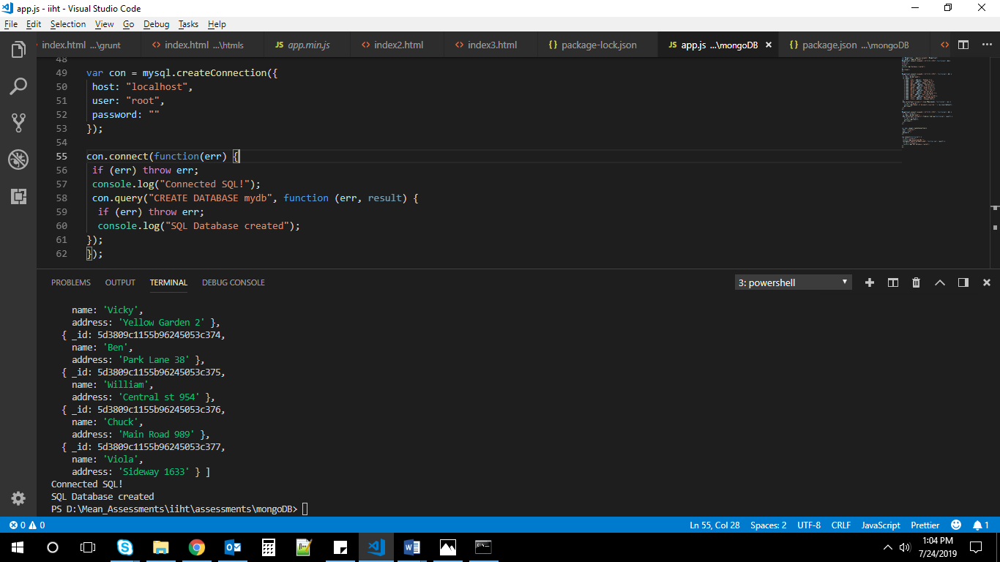 app.js - iiht - Visual Studio Code
File Edit Selection View Go Debug Tasks Help
index.html ...\grunt index.html ...\htmls JS app.min.js index2.html index3.html {} package-lock.json JS app.js ...\mongoDB {} package.json ...\mongoDB
48
49 var con = mysql.createConnection({
50 host: "localhost",
51 user: "root",
52 password: ""
53 });
54
55 con.connect(function(err) {
56 if (err) throw err;
57 console.log("Connected SQL!");
58 con.query("CREATE DATABASE mydb", function (err, result) {
59 if (err) throw err;
60 console.log("SQL Database created");
61 });
62 });
PROBLEMS OUTPUT TERMINAL DEBUG CONSOLE 3: powershell
name: 'Vicky',
address: 'Yellow Garden 2' },
{ _id: 5d3809c1155b96245053c374,
name: 'Ben',
address: 'Park Lane 38' },
{ _id: 5d3809c1155b96245053c375,
name: 'William',
address: 'Central st 954' },
{ _id: 5d3809c1155b96245053c376,
name: 'Chuck',
address: 'Main Road 989' },
{ _id: 5d3809c1155b96245053c377,
name: 'Viola',
address: 'Sideway 1633' } ]
Connected SQL!
SQL Database created
PS D:\Mean_Assessments\iiht\assessments\mongoDB>
0 0 Ln 55, Col 28 Spaces: 2 UTF-8 CRLF JavaScript Prettier 1
1:04 PM
7/24/2019